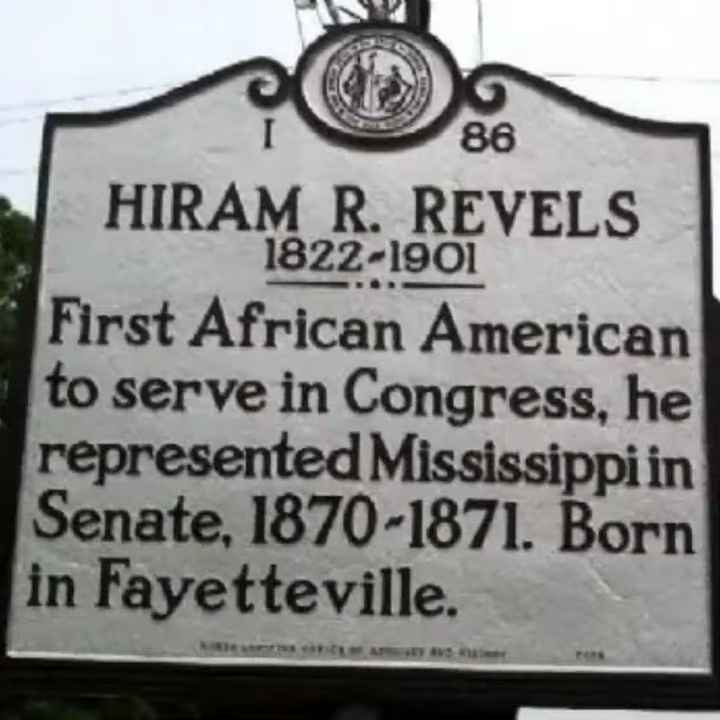 I 86
HIRAM R. REVELS
1822-1901
First African American
to serve in Congress, he
represented Mississippi in
Senate, 1870-1871. Born
in Fayetteville.